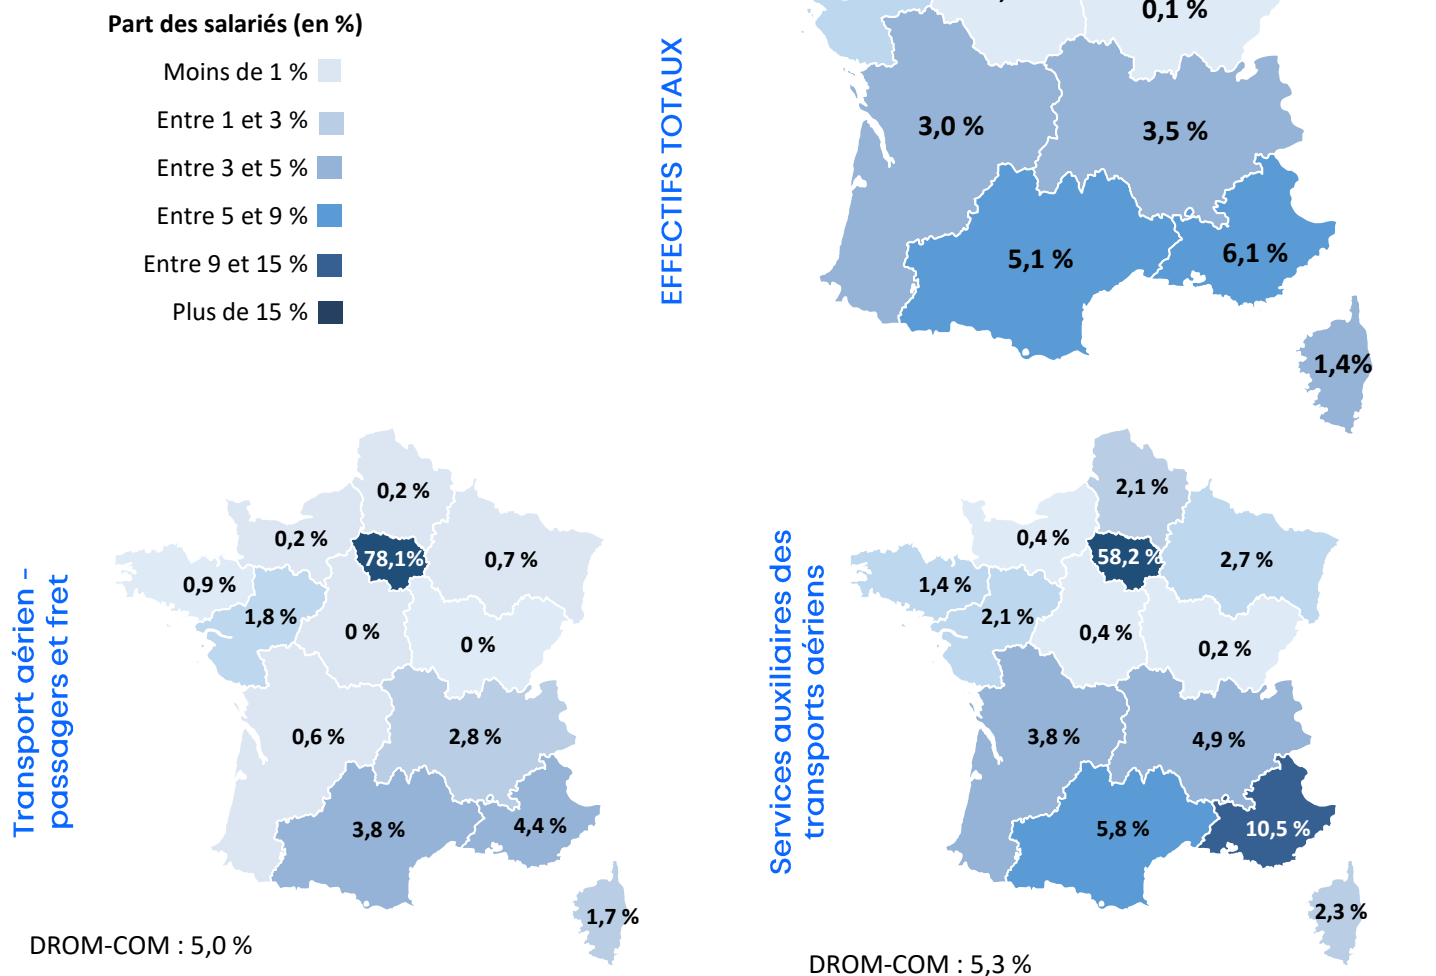 Part des salariés (en %)
Moins de 1 %
Entre 1 et 3 %
Entre 3 et 5 %
Entre 5 et 9 %
Entre 9 et 15 %
Plus de 15 %
EFFECTIFS TOTAUX
0,1 %
3,0 %
3,5 %
5,1 %
6,1 %
1,4%
Transport aérien -
passagers et fret
0,2 %
0,2 %
78,1%
0,7 %
0,9 %
1,8 %
0 %
0 %
0,6 %
2,8 %
3,8 %
4,4 %
1,7 %
DROM-COM : 5,0 %
Services auxiliaires des
transports aériens
2,1 %
0,4 %
58,2 %
2,7 %
1,4 %
2,1 %
0,4 %
0,2 %
3,8 %
4,9 %
5,8 %
10,5 %
2,3 %
DROM-COM : 5,3 %